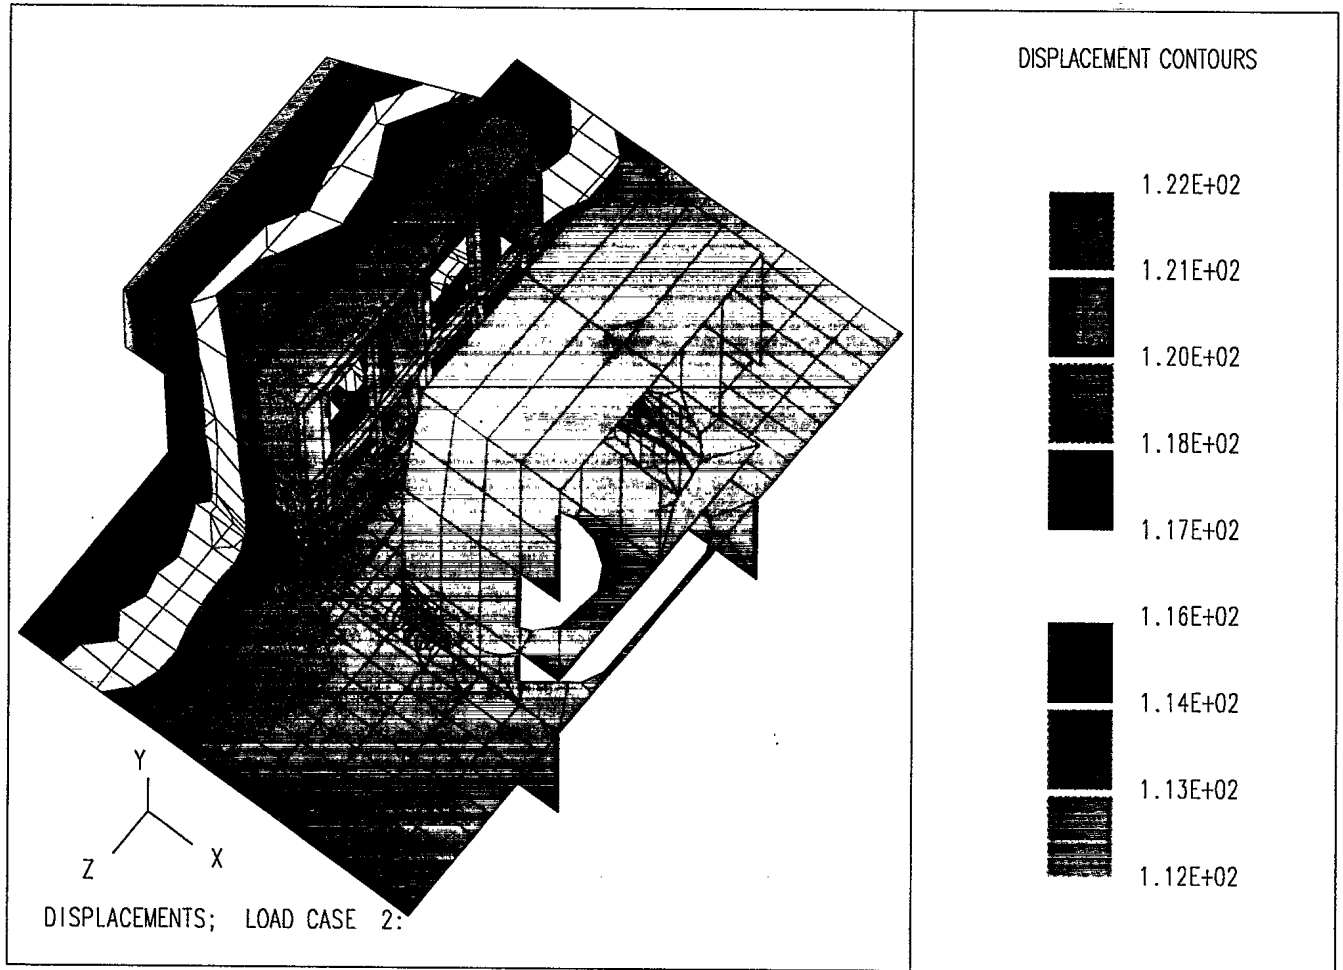 DISPLACEMENT CONTOURS
1.22E+02
1.21E+02
1.20E+02
1.18E+02
1.17E+02
1.16E+02
1.14E+02
1.13E+02
1.12E+02
Y
Z
X
DISPLACEMENTS; LOAD CASE 2: